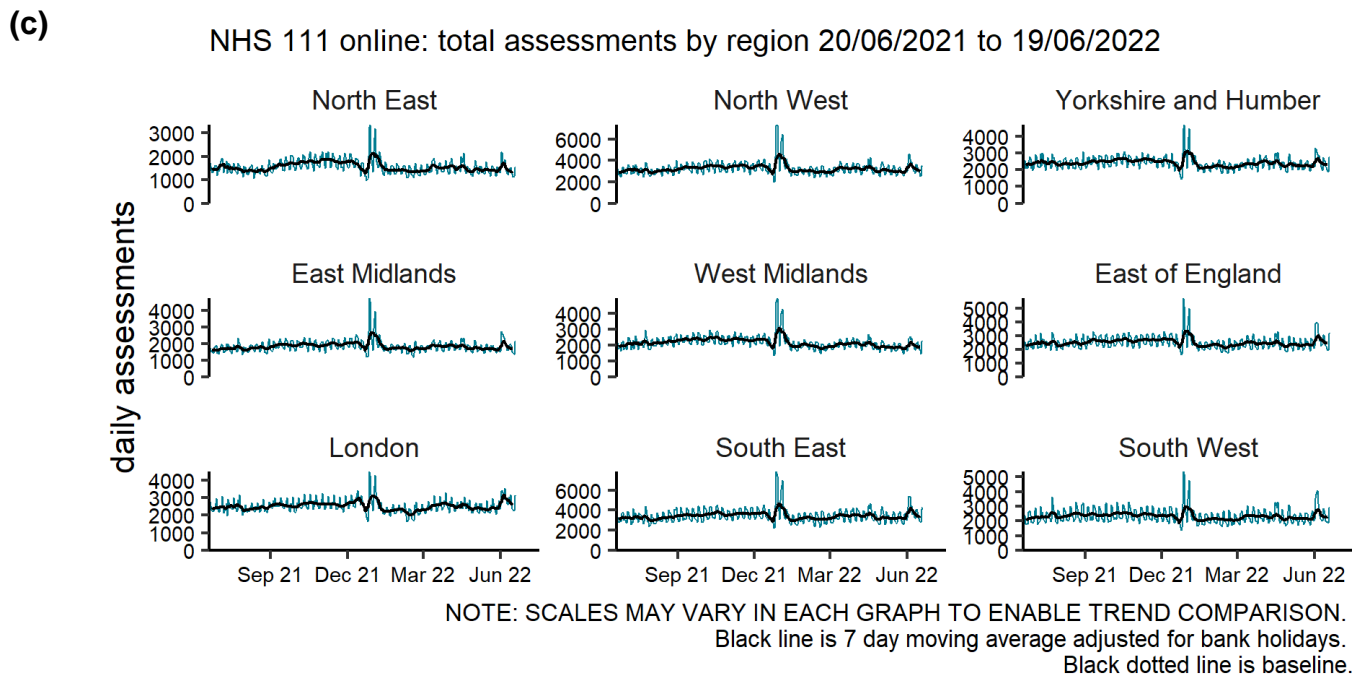 (c)
NHS 111 online: total assessments by region 20/06/2021 to 19/06/2022
daily assessments
North East
3000
2000
1000
0
North West
6000
4000
2000
0
Yorkshire and Humber
4000
3000
2000
1000
0
East Midlands
4000
3000
2000
1000
0
West Midlands
4000
3000
2000
1000
0
East of England
5000
4000
3000
2000
1000
0
London
4000
3000
2000
1000
0
Sep 21 Dec 21 Mar 22 Jun 22
South East
6000
4000
2000
0
Sep 21 Dec 21 Mar 22 Jun 22
South West
5000
4000
3000
2000
1000
0
Sep 21 Dec 21 Mar 22 Jun 22
NOTE: SCALES MAY VARY IN EACH GRAPH TO ENABLE TREND COMPARISON.
Black line is 7 day moving average adjusted for bank holidays.
Black dotted line is baseline.